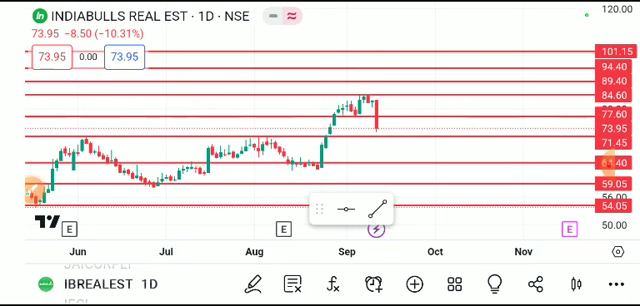 INDIABULLS REAL EST · 1D · NSE
73.95 −8.50 (−10.31%)
73.95 0.00 73.95
120.00
101.15
94.40
89.40
84.60
77.60
73.95
71.45
59.05
56.00
54.05
50.00
E E E
Jun Jul Aug Sep Oct Nov
IBREALEST 1D